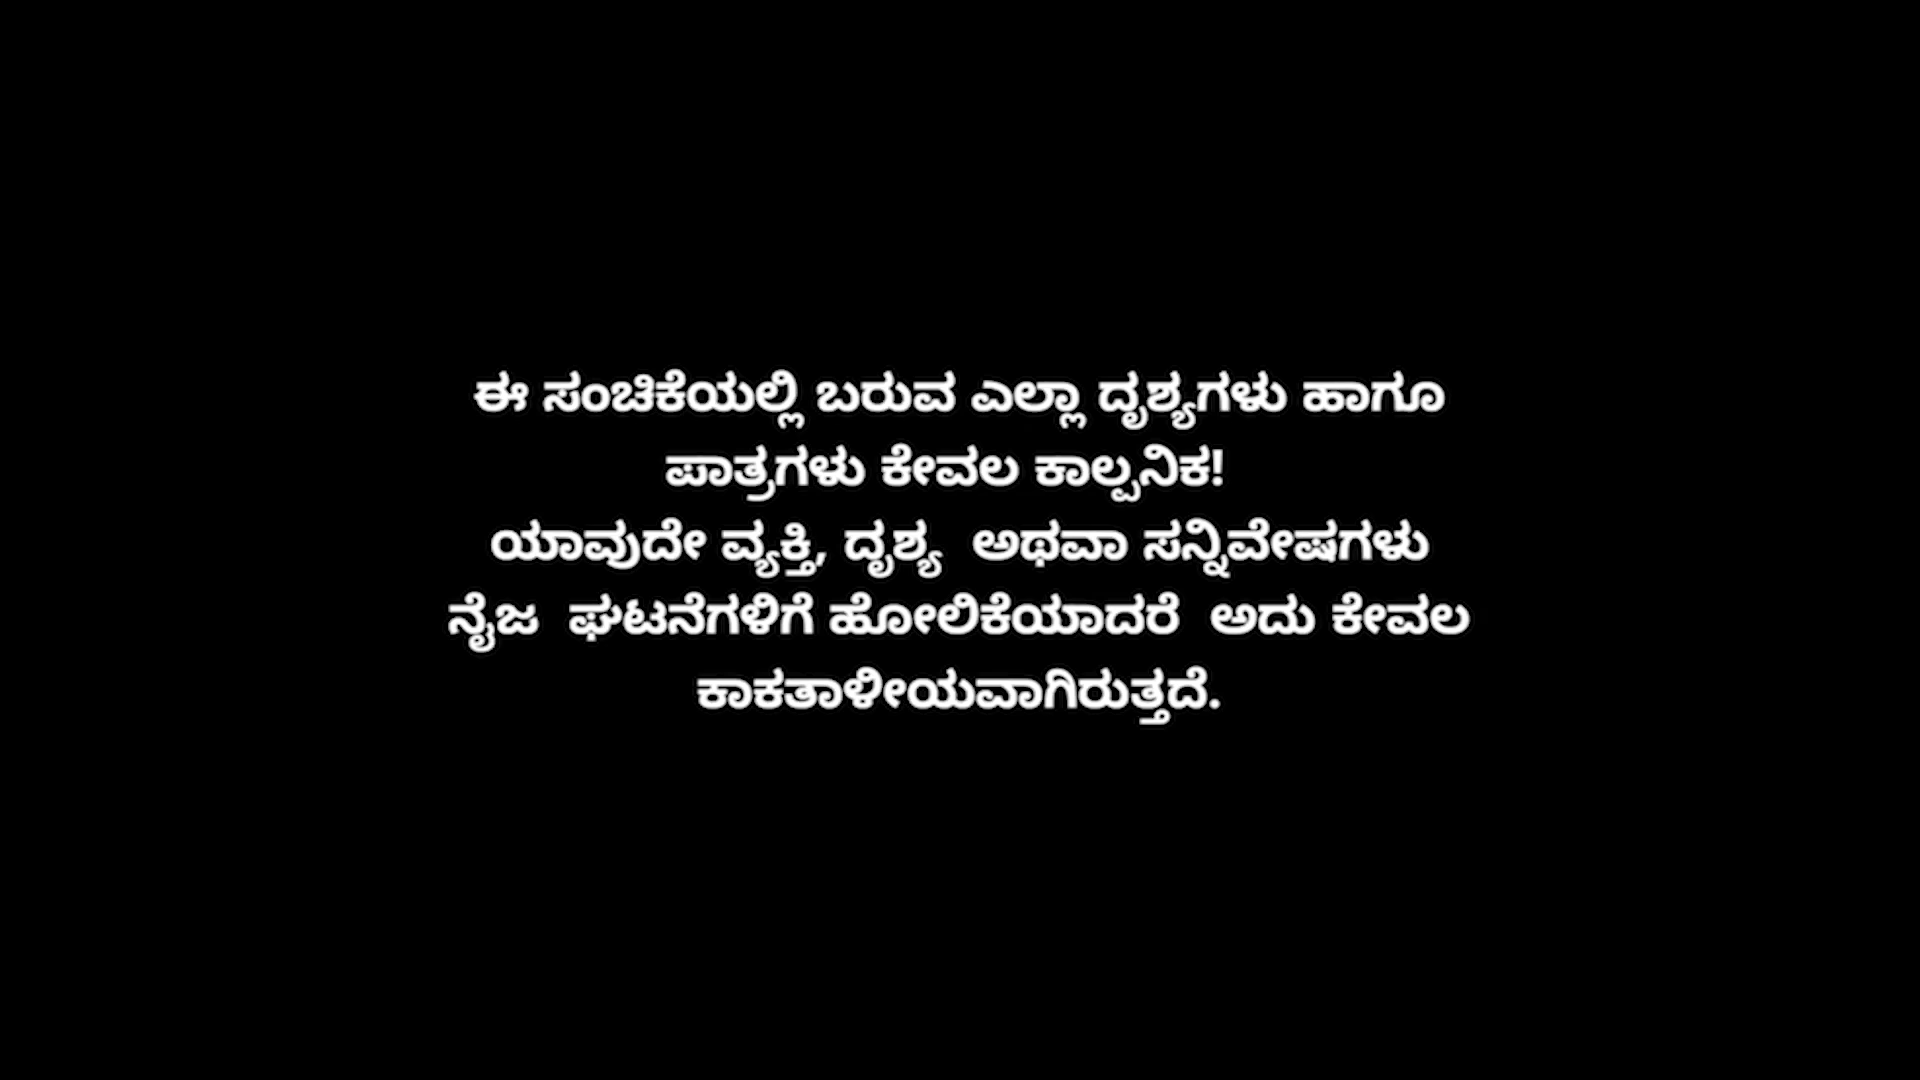 ಈ ಸಂಚಿಕೆಯಲ್ಲಿ ಬರುವ ಎಲ್ಲಾ ದೃಶ್ಯಗಳು ಹಾಗೂ
ಪಾತ್ರಗಳು ಕೇವಲ ಕಾಲ್ಪನಿಕ!
ಯಾವುದೇ ವ್ಯಕ್ತಿ, ದೃಶ್ಯ ಅಥವಾ ಸನ್ನಿವೇಷಗಳು
ನೈಜ ಘಟನೆಗಳಿಗೆ ಹೋಲಿಕೆಯಾದರೆ ಅದು ಕೇವಲ
ಕಾಕತಾಳೀಯವಾಗಿರುತ್ತದೆ.